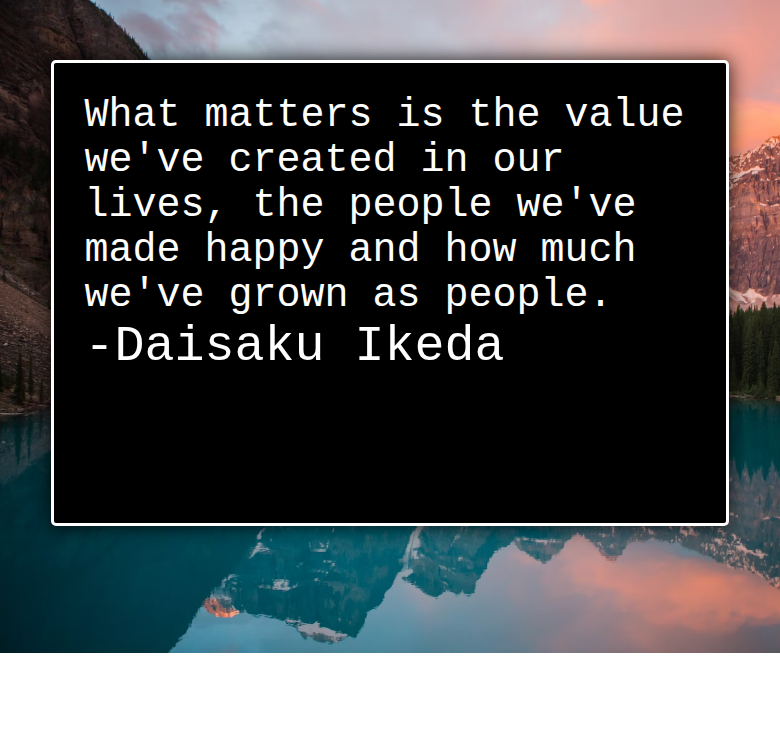 What matters is the value
we've created in our
lives, the people we've
made happy and how much
we've grown as people.
-Daisaku Ikeda